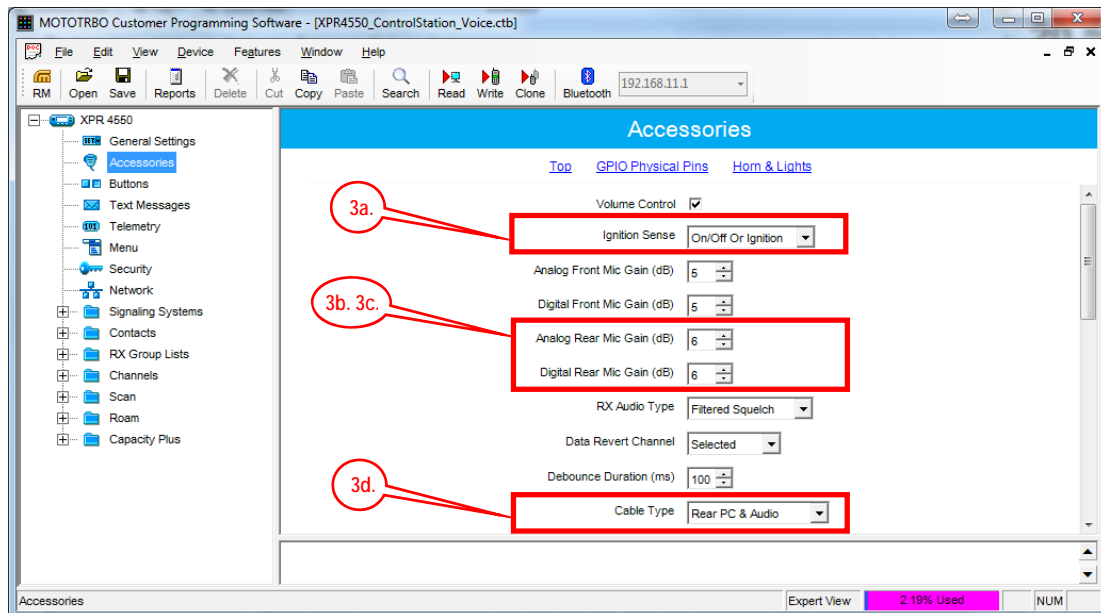 MOTOTRBO Customer Programming Software - [XPR4550_ControlStation_Voice.ctb]
File Edit View Device Features Window Help
RM Open Save Reports Delete Cut Copy Paste Search Read Write Clone Bluetooth 192.168.11.1
XPR 4550
General Settings
Accessories
Buttons
Text Messages
Telemetry
Menu
Security
Network
Signaling Systems
Contacts
RX Group Lists
Channels
Scan
Roam
Capacity Plus
Accessories
Top GPIO Physical Pins Horn & Lights
Volume Control
3a.
Ignition Sense On/Off Or Ignition
Analog Front Mic Gain (dB) 5
Digital Front Mic Gain (dB) 5
3b. 3c.
Analog Rear Mic Gain (dB) 6
Digital Rear Mic Gain (dB) 6
RX Audio Type Filtered Squelch
Data Revert Channel Selected
Debounce Duration (ms) 100
3d.
Cable Type Rear PC & Audio
Accessories Expert View 2.19% Used NUM